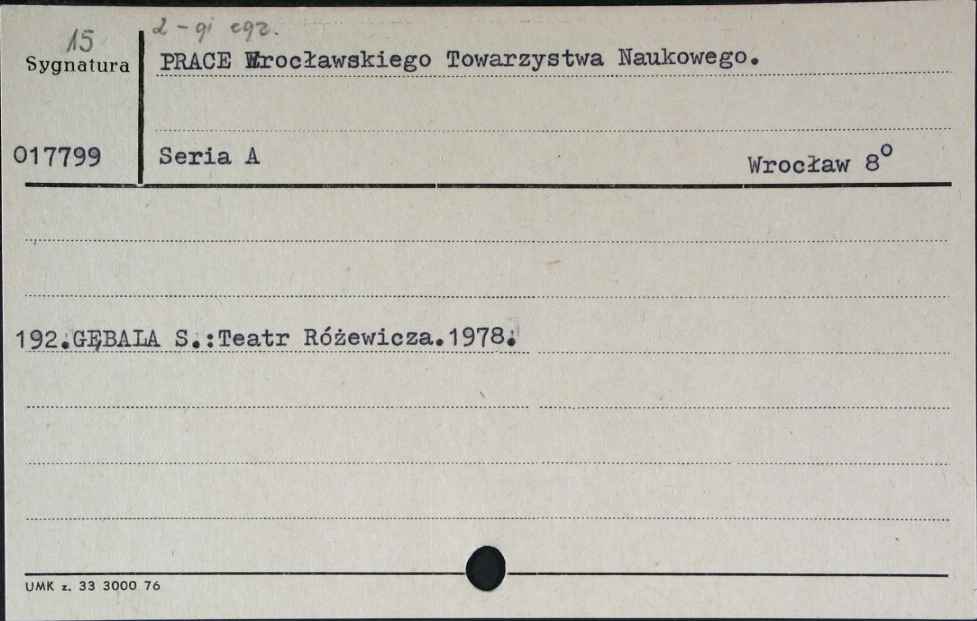 15
2-gi egz.
Sygnatura
PRACE Wrocławskiego Towarzystwa Naukowego.
017799
Seria A
Wrocław 8°
192.GĘBALA S.:Teatr Różewicza.1978.
UMK z. 33 3000 76